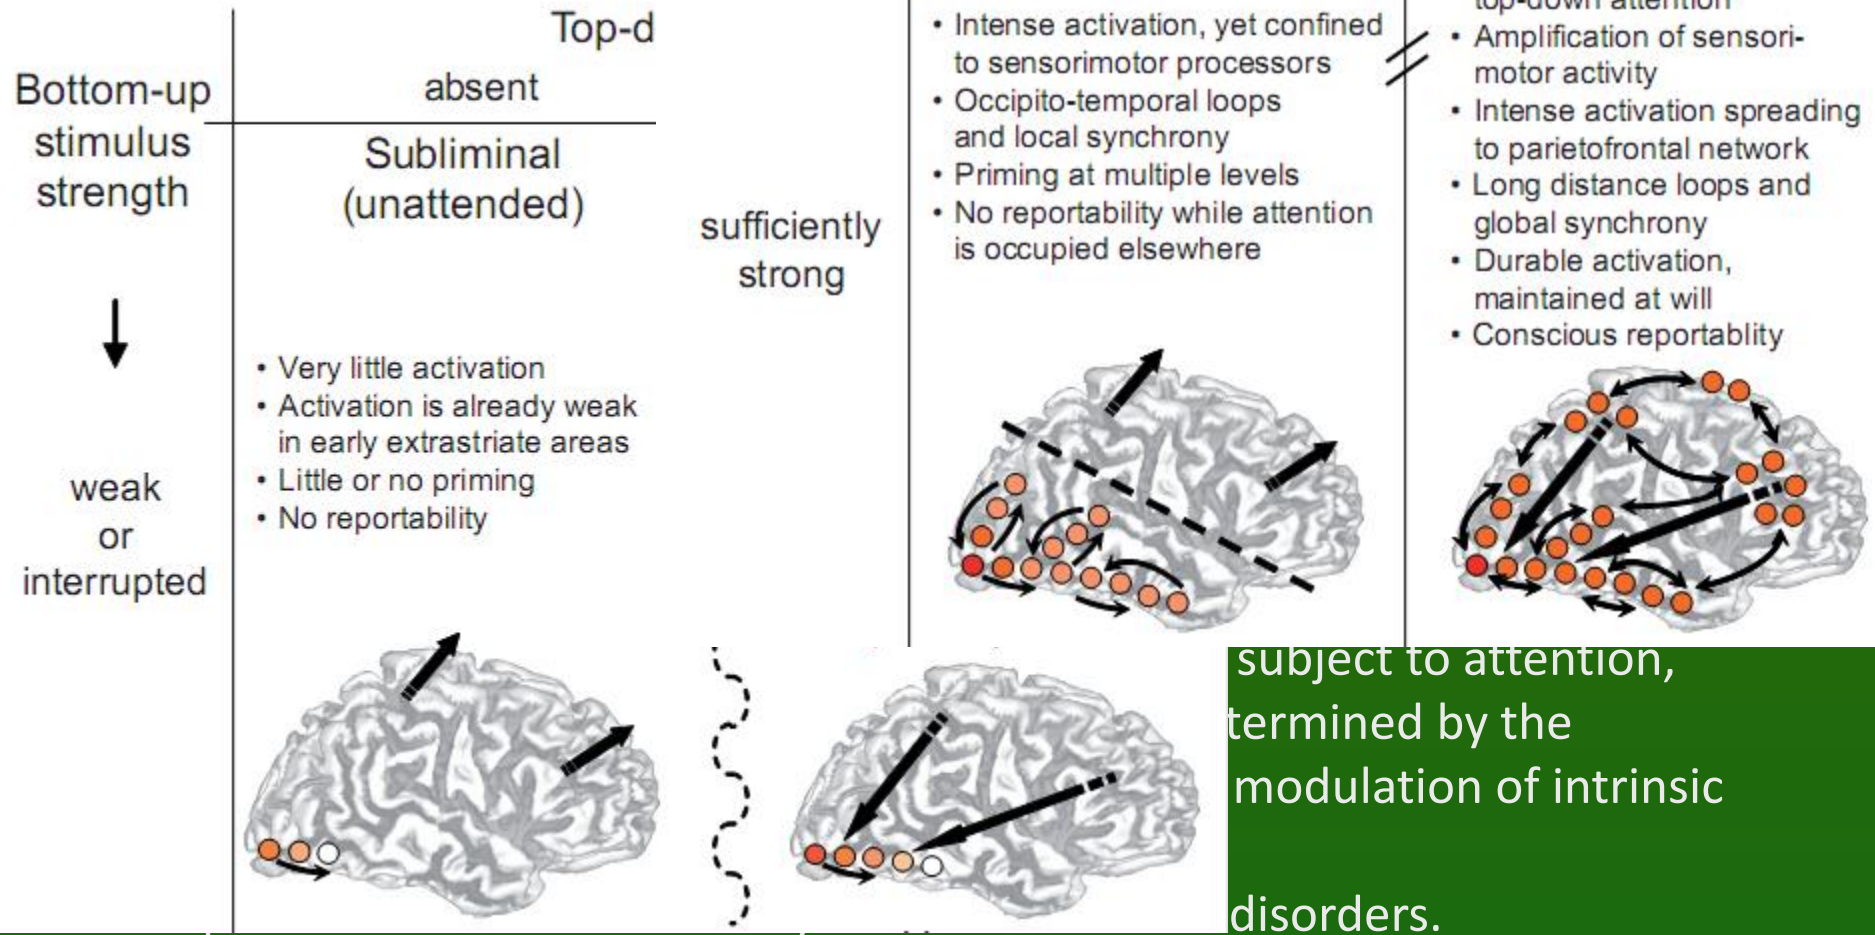 Top-d
absent
Bottom-up
stimulus
strength
Subliminal
(unattended)
• Very little activation
• Activation is already weak
in early extrastriate areas
• Little or no priming
• No reportability
weak
or
interrupted
sufficiently
strong
• Intense activation, yet confined
to sensorimotor processors
• Occipito-temporal loops
and local synchrony
• Priming at multiple levels
• No reportability while attention
is occupied elsewhere
top-down attention
• Amplification of sensori-
motor activity
• Intense activation spreading
to parietofrontal network
• Long distance loops and
global synchrony
• Durable activation,
maintained at will
• Conscious reportablity
subject to attention,
termined by the
modulation of intrinsic
disorders.